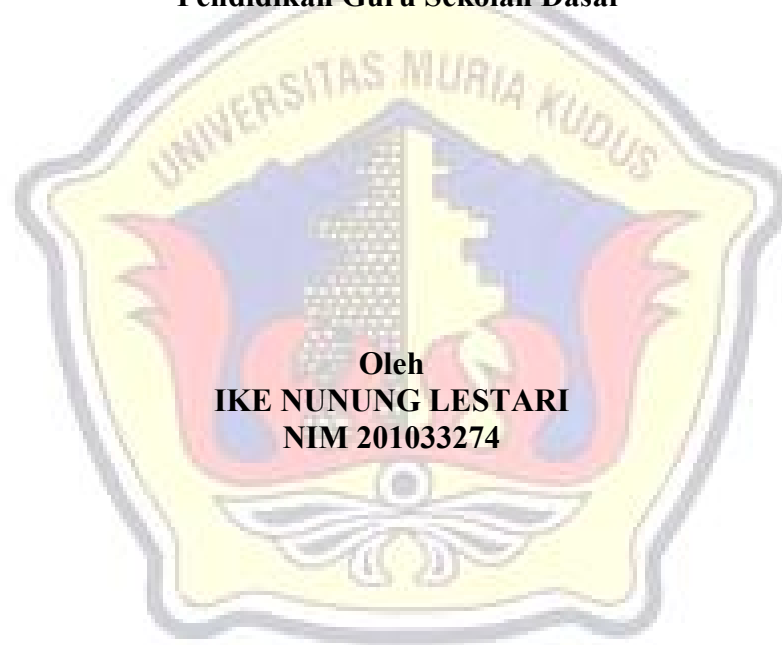 Pendidikan Guru Sekolah Dasar
UNIVERSITAS MURIA KUDUS
Oleh
IKE NUNUNG LESTARI
NIM 201033274